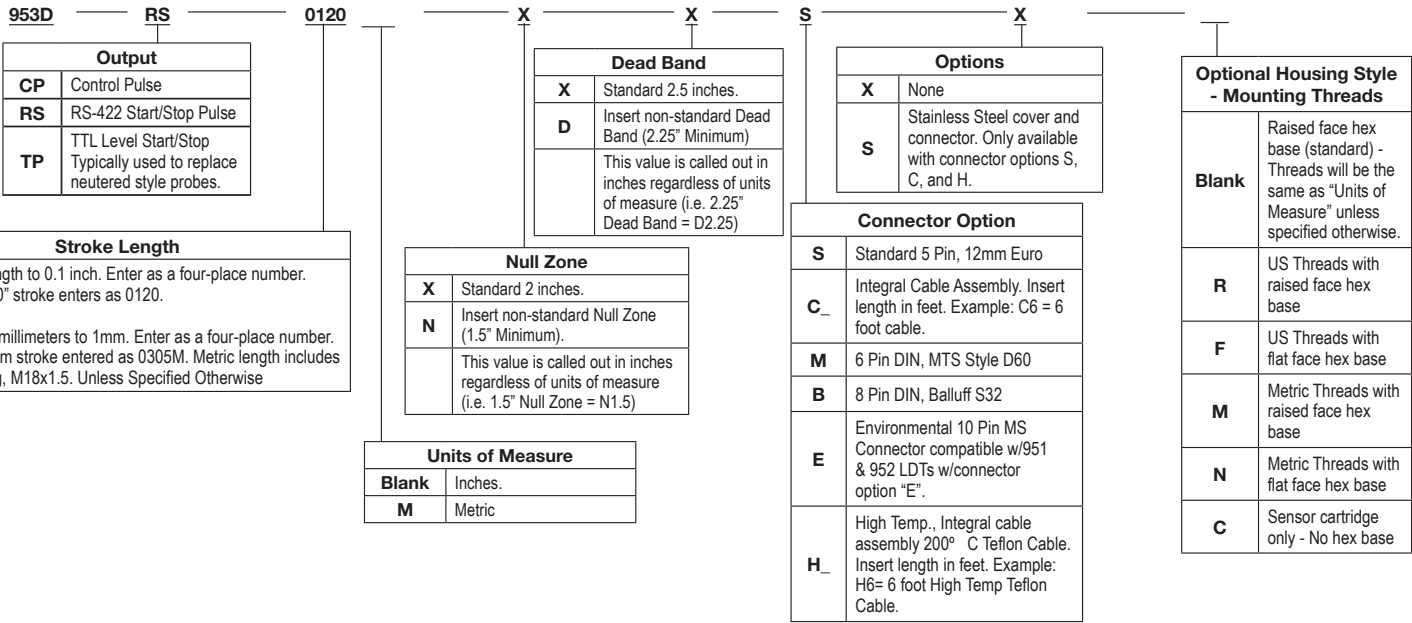 953D RS 0120 X X S X
Output
CP Control Pulse
RS RS-422 Start/Stop Pulse
TP TTL Level Start/Stop
Typically used to replace
neutered style probes.
Stroke Length
to 0.1 inch. Enter as a four-place number.
stroke enters as 0120.
millimeters to 1mm. Enter as a four-place number.
stroke entered as 0305M. Metric length includes
M18x1.5. Unless Specified Otherwise
Units of Measure
Blank Inches.
M Metric
Null Zone
X Standard 2 inches.
N Insert non-standard Null Zone
(1.5” Minimum).
This value is called out in inches
regardless of units of measure
(i.e. 1.5” Null Zone = N1.5)
Dead Band
X Standard 2.5 inches.
D Insert non-standard Dead
Band (2.25” Minimum)
This value is called out in
inches regardless of units
of measure (i.e. 2.25”
Dead Band = D2.25)
Connector Option
S Standard 5 Pin, 12mm Euro
C_ Integral Cable Assembly. Insert
length in feet. Example: C6 = 6
foot cable.
M 6 Pin DIN, MTS Style D60
B 8 Pin DIN, Balluff S32
E Environmental 10 Pin MS
Connector compatible w/951
& 952 LDTs w/connector
option “E”.
H_ High Temp., Integral cable
assembly 200º C Teflon Cable.
Insert length in feet. Example:
H6= 6 foot High Temp Teflon
Cable.
Options
X None
S Stainless Steel cover and
connector. Only available
with connector options S,
C, and H.
Optional Housing Style
- Mounting Threads
Blank Raised face hex
base (standard) -
Threads will be the
same as “Units of
Measure” unless
specified otherwise.
R US Threads with
raised face hex
base
F US Threads with
flat face hex base
M Metric Threads with
raised face hex
base
N Metric Threads with
flat face hex base
C Sensor cartridge
only - No hex base